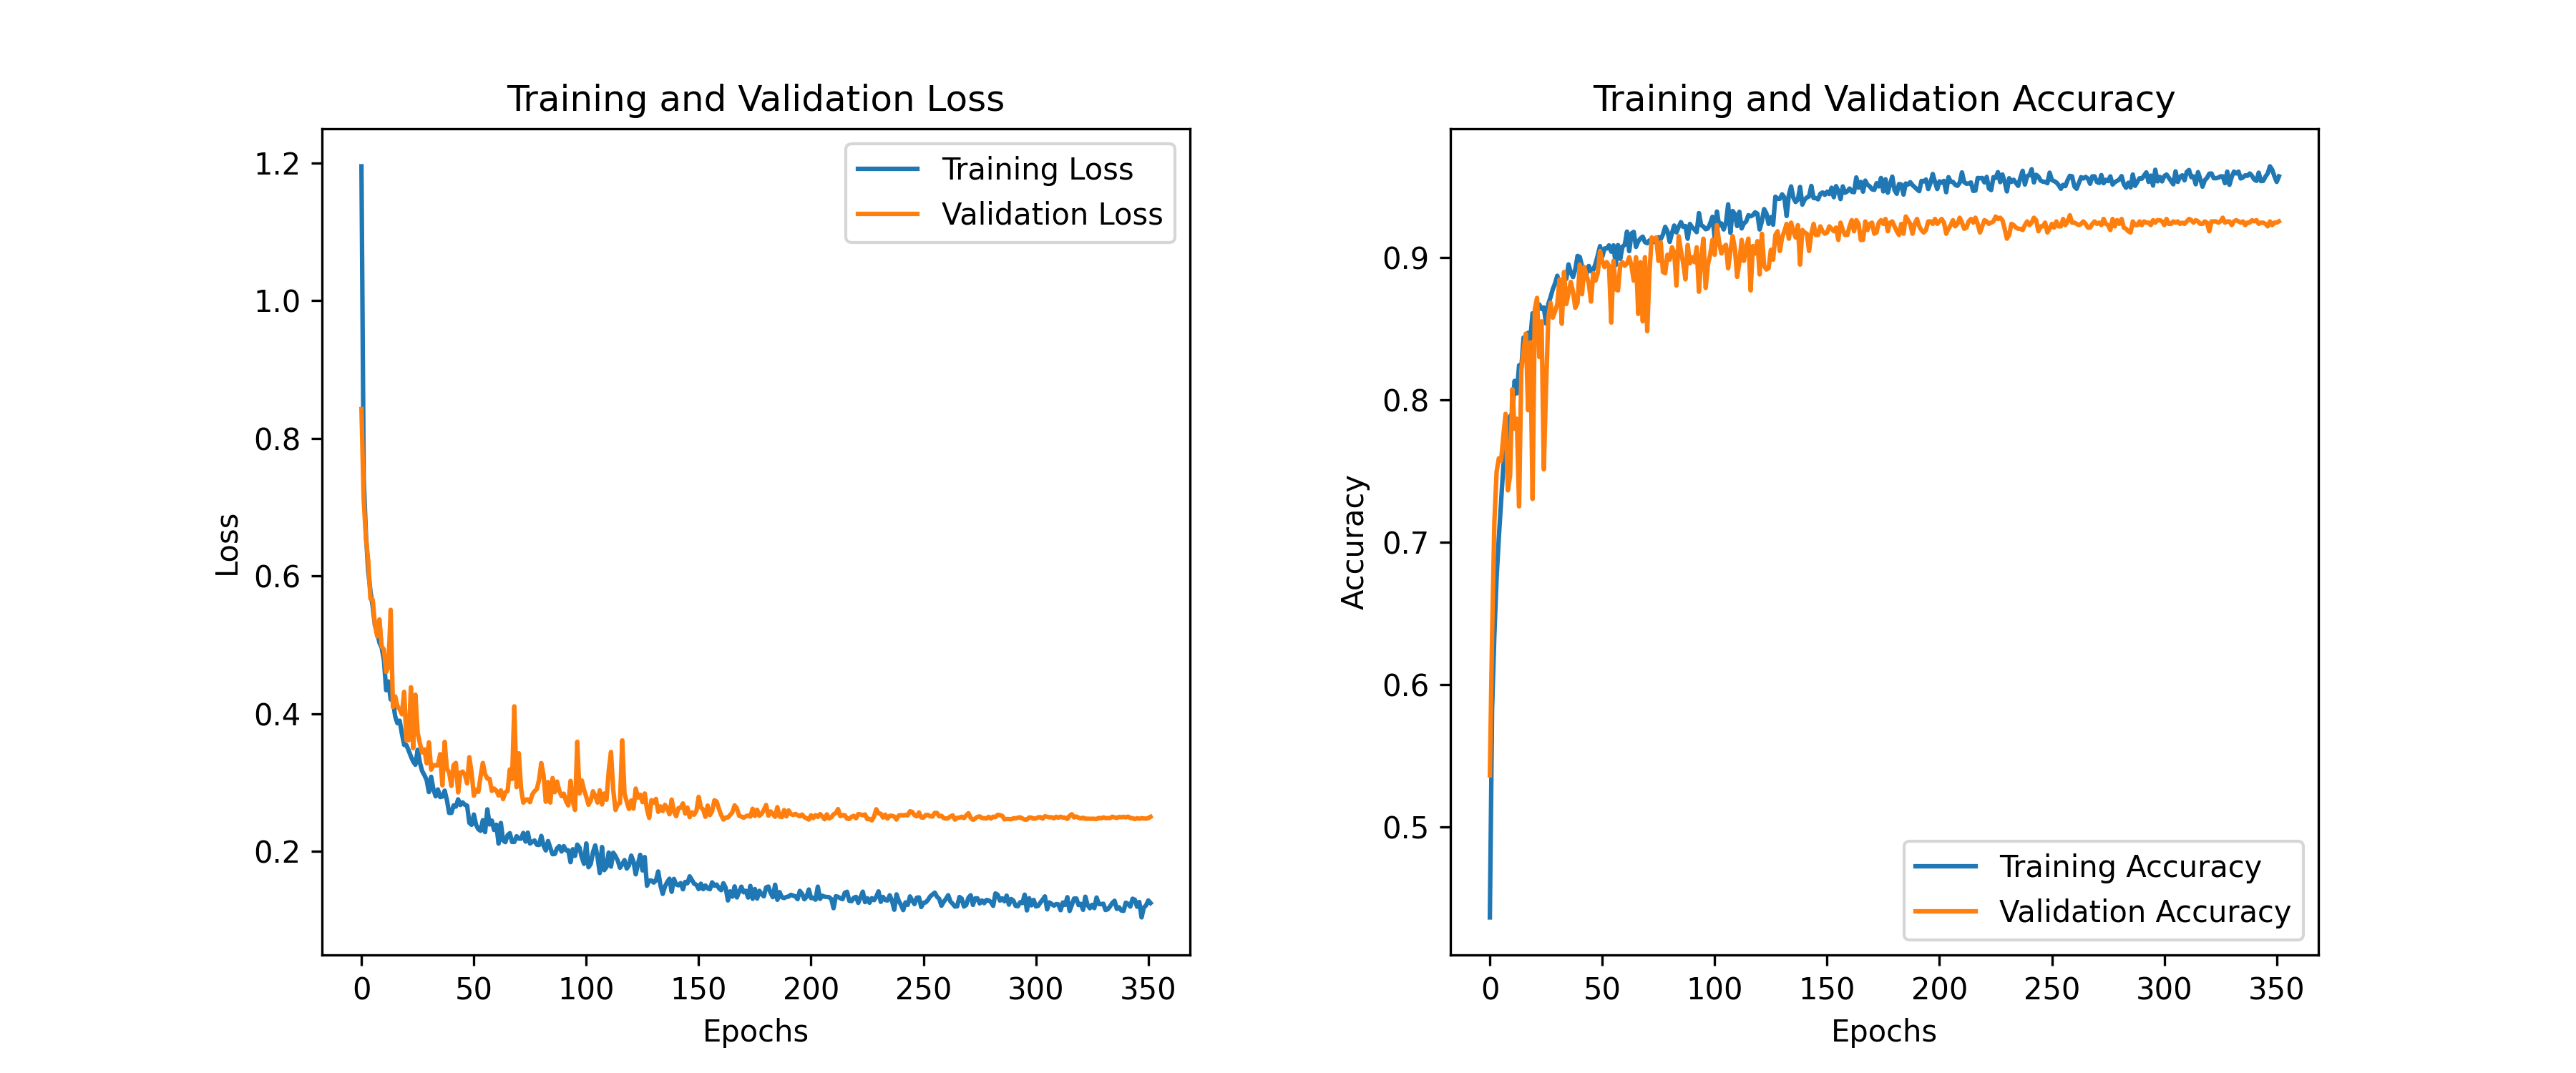 Training and Validation Loss
Training Loss
Validation Loss
1.2
1.0
0.8
0.6
0.4
0.2
Loss
0 50 100 150 200 250 300 350
Epochs
Training and Validation Accuracy
0.9
0.8
0.7
0.6
0.5
Accuracy
Training Accuracy
Validation Accuracy
0 50 100 150 200 250 300 350
Epochs